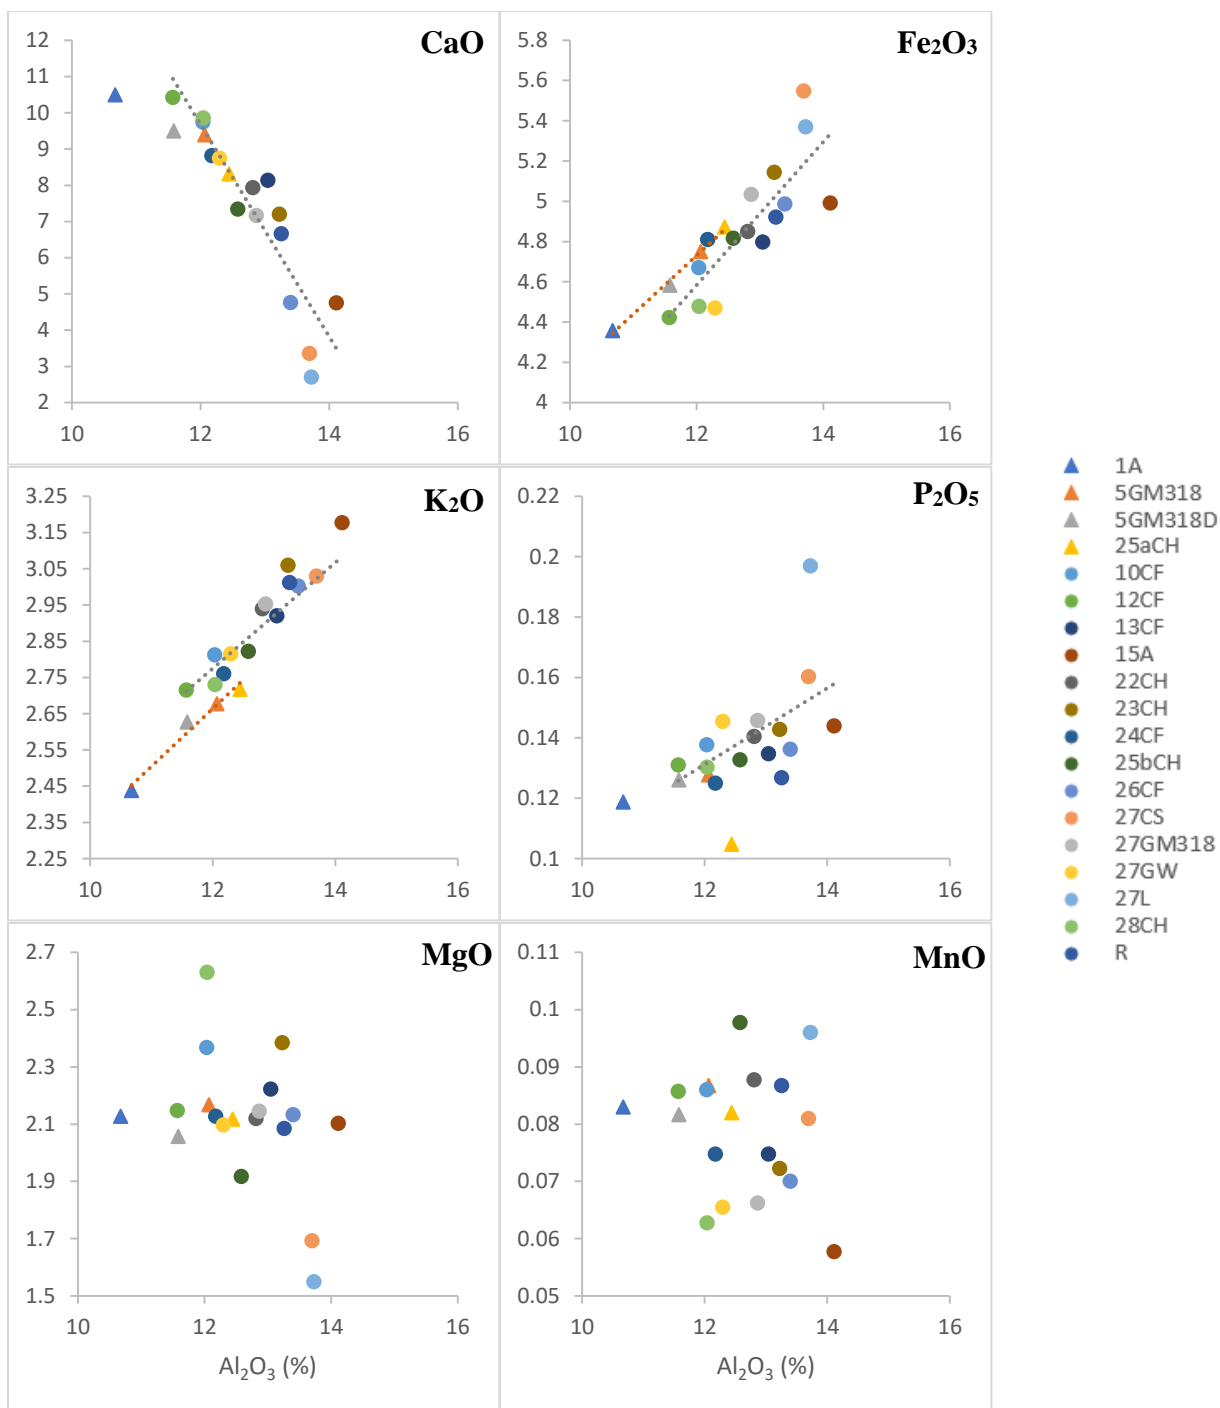 CaO
12
11
10
9
8
7
6
5
4
3
2
10 12 14 16
Fe₂O₃
5.8
5.6
5.4
5.2
5
4.8
4.6
4.4
4.2
4
10 12 14 16
K₂O
3.25
3.15
3.05
2.95
2.85
2.75
2.65
2.55
2.45
2.35
2.25
10 12 14 16
P₂O₅
0.22
0.2
0.18
0.16
0.14
0.12
0.1
10 12 14 16
MgO
2.7
2.5
2.3
2.1
1.9
1.7
1.5
10 12 14 16
Al₂O₃ (%)
MnO
0.11
0.1
0.09
0.08
0.07
0.06
0.05
10 12 14 16
Al₂O₃ (%)
1A
5GM318
5GM318D
25aCH
10CF
12CF
13CF
15A
22CH
23CH
24CF
25bCH
26CF
27CS
27GM318
27GW
27L
28CH
R